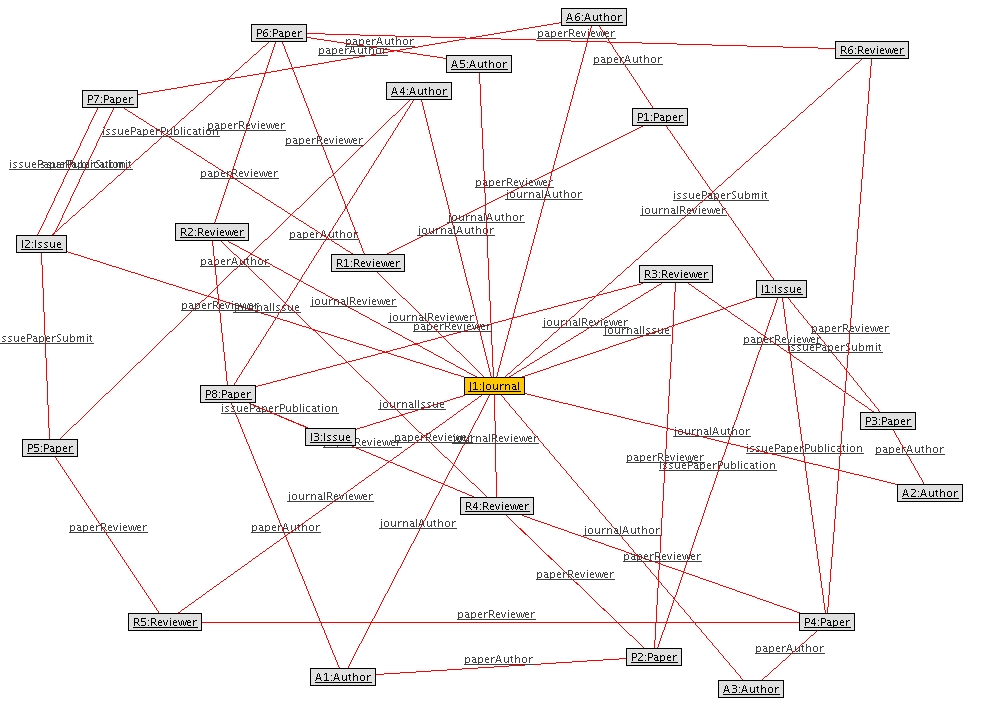 A6:Author
P6:Paper
paperReviewer
paperAuthor
paperAuthor
R6:Reviewer
paperAuthor
A5:Author
A4:Author
P7:Paper
P1:Paper
paperReviewer
issuePaperPublication
paperReviewer
issuePaperPublication
issuePaperSubmit
paperReviewer
paperReviewer
journalAuthor
issuePaperSubmit
journalReviewer
journalAuthor
journalAuthor
R2:Reviewer
paperAuthor
I2:Issue
paperAuthor
R1:Reviewer
R3:Reviewer
I1:Issue
paperReviewer
journalIssue
journalReviewer
journalReviewer
paperReviewer
journalReviewer
journalIssue
paperReviewer
issuePaperSubmit
paperReviewer
issuePaperSubmit
J1:Journal
P8:Paper
issuePaperPublication
journalIssue
P3:Paper
I3:Issue
paperReviewer
paperReviewer
journalReviewer
journalAuthor
P5:Paper
paperReviewer
issuePaperPublication
issuePaperPublication
paperAuthor
journalReviewer
A2:Author
R4:Reviewer
paperReviewer
paperAuthor
journalAuthor
journalAuthor
paperReviewer
paperReviewer
R5:Reviewer
paperReviewer
P4:Paper
paperAuthor
P2:Paper
paperAuthor
A1:Author
A3:Author